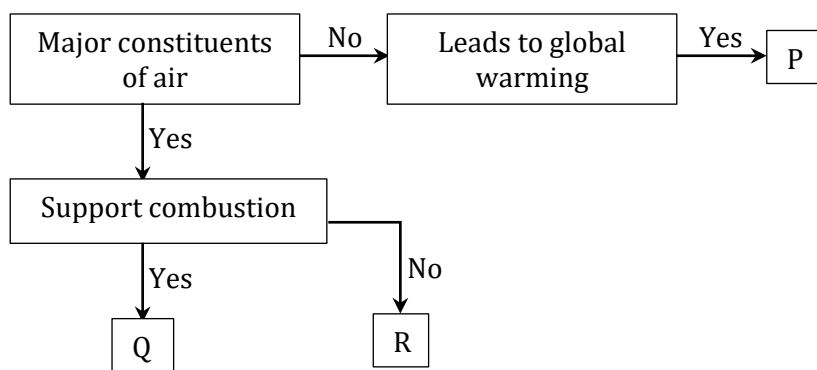 Major constituents
of air
No
Leads to global
warming
Yes
P
Yes
Support combustion
Yes
No
Q
R